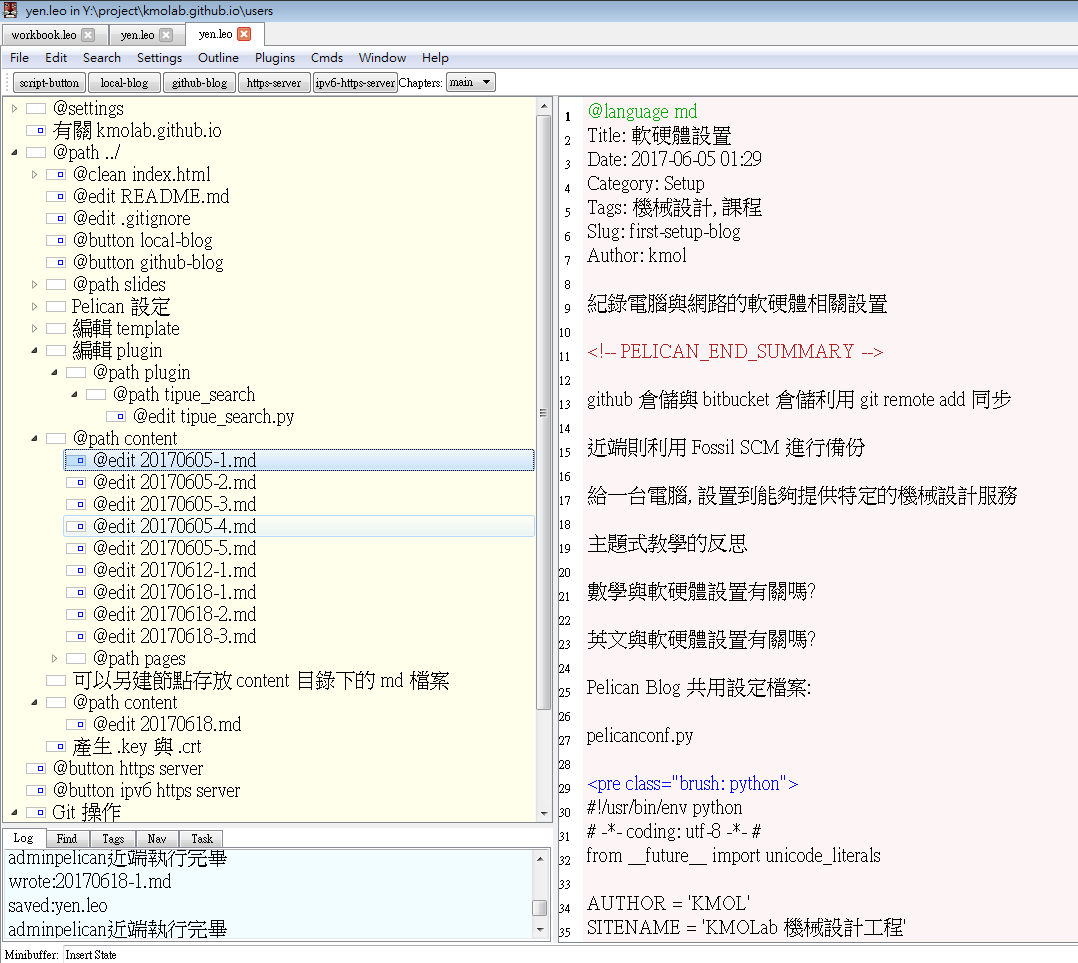 yen.leo in Y:\project\kmolab.github.io\users
workbook.leo yen.leo yen.leo
File Edit Search Settings Outline Plugins Cmds Window Help
script-button local-blog github-blog https-server ipv6-https-server Chapters: main
@settings
有關 kmolab.github.io
@path ../
@clean index.html
@edit README.md
@edit .gitignore
@button local-blog
@button github-blog
@path slides
Pelican 設定
編輯 template
編輯 plugin
@path plugin
@path tipue_search
@edit tipue_search.py
@path content
@edit 20170605-1.md
@edit 20170605-2.md
@edit 20170605-3.md
@edit 20170605-4.md
@edit 20170605-5.md
@edit 20170612-1.md
@edit 20170618-1.md
@edit 20170618-2.md
@edit 20170618-3.md
@path pages
可以另建節點存放 content 目錄下的 md 檔案
@path content
@edit 20170618.md
產生 .key 與 .crt
@button https server
@button ipv6 https server
Git 操作
Log Find Tags Nav Task
adminpelican近端執行完畢
wrote:20170618-1.md
saved:yen.leo
adminpelican近端執行完畢
Minibuffer: Insert State
1 @language md
2 Title: 軟硬體設置
3 Date: 2017-06-05 01:29
4 Category: Setup
5 Tags: 機械設計, 課程
6 Slug: first-setup-blog
7 Author: kmol
8
9 紀錄電腦與網路的軟硬體相關設置
10
11 <!-- PELICAN_END_SUMMARY -->
12
13 github 倉儲與 bitbucket 倉儲利用 git remote add 同步
14
15 近端則利用 Fossil SCM 進行備份
16
17 給一台電腦, 設置到能夠提供特定的機械設計服務
18
19 主題式教學的反思
20
21 數學與軟硬體設置有關嗎?
22
23 英文與軟硬體設置有關嗎?
24
25 Pelican Blog 共用設定檔案:
26
27 pelicanconf.py
28
29 <pre class="brush: python">
30 #!/usr/bin/env python
31 # -*- coding: utf-8 -*- #
32 from __future__ import unicode_literals
33
34 AUTHOR = 'KMOL'
35 SITENAME = 'KMOLab 機械設計工程'